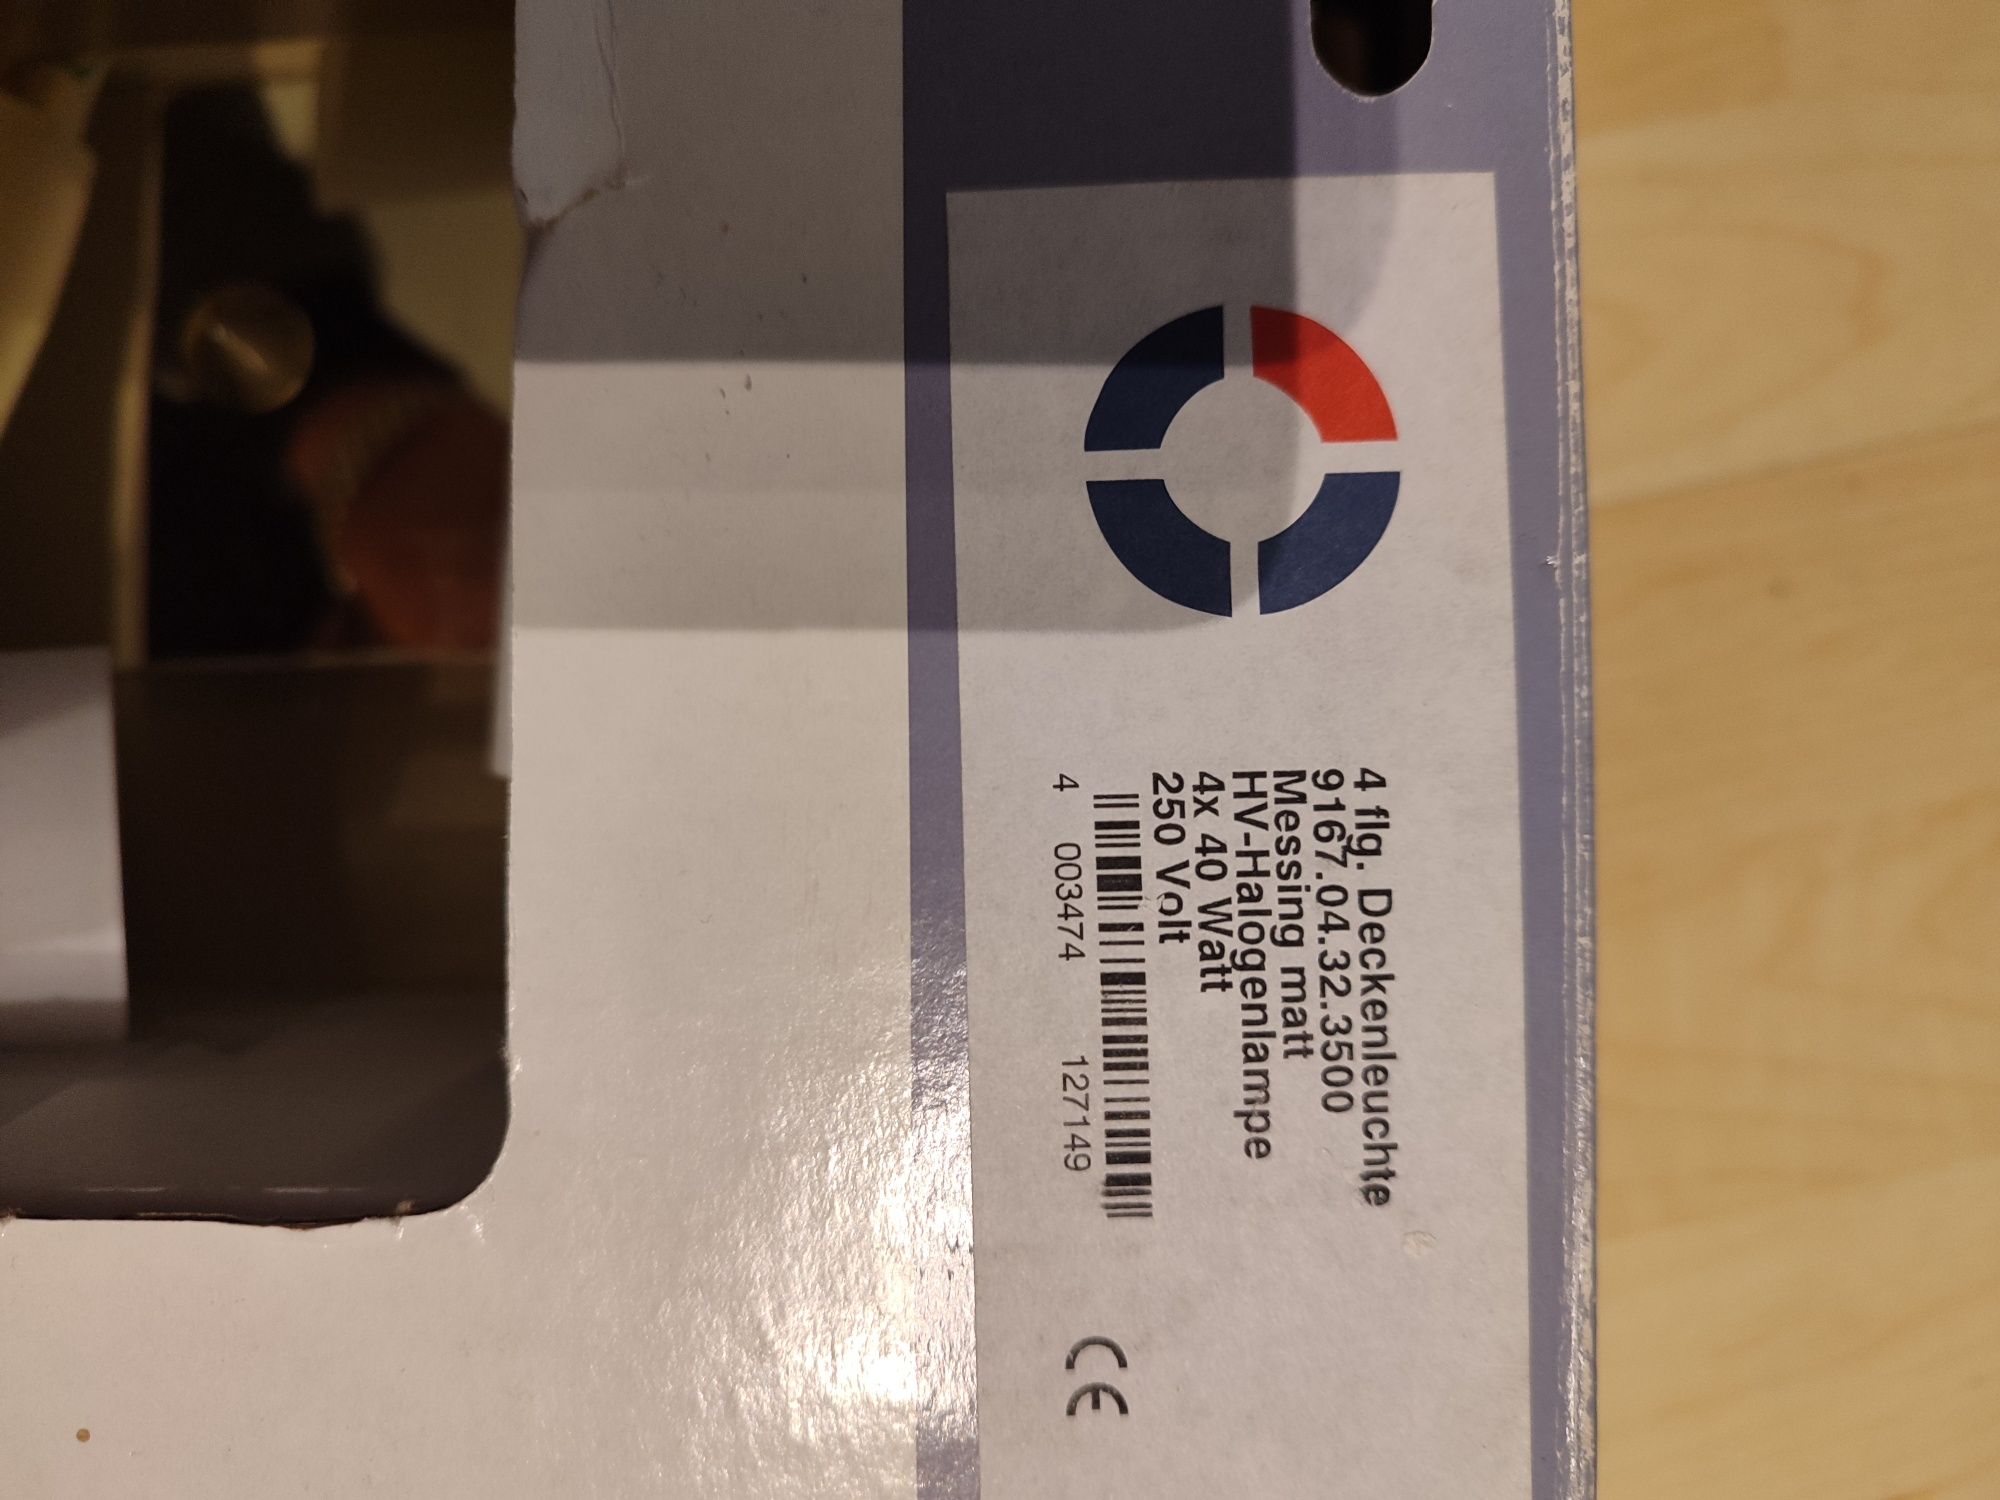 4 flg. Deckenleuchte
9167.04.32.3500
Messing matt
HV-Halogenlampe
4x 40 Watt
250 Volt
4 003474 127149
CE